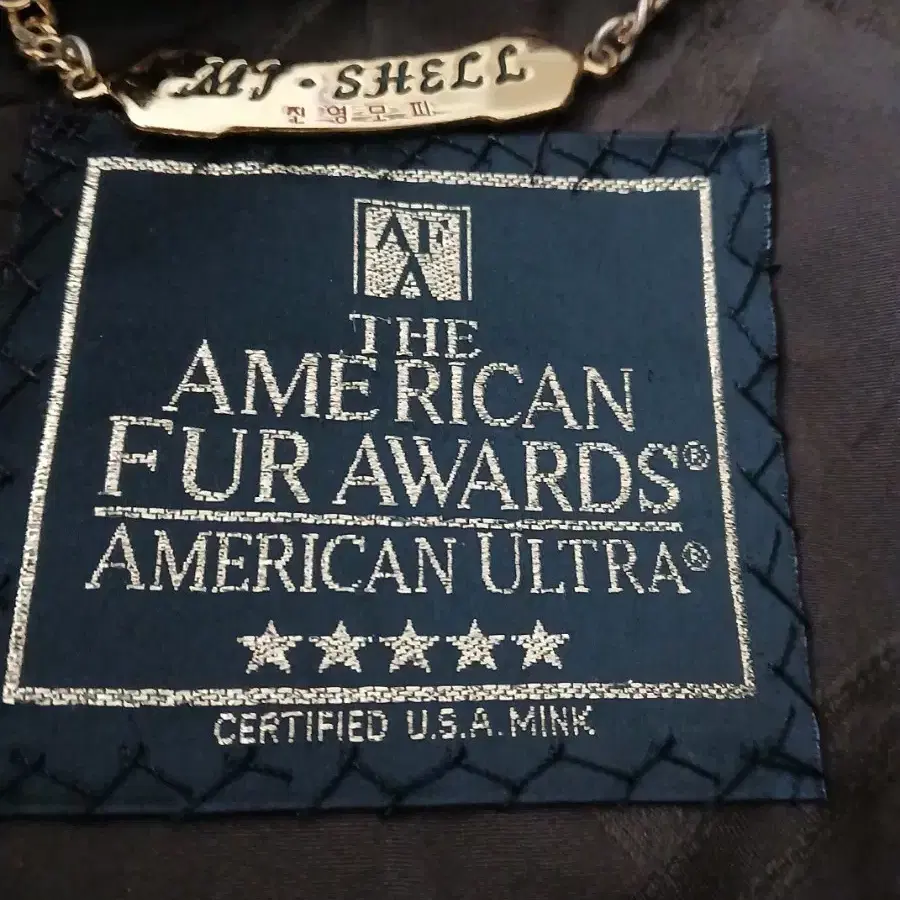 MI·SHELL
진영모피
AFA
THE
AMERICAN
FUR AWARDS®
AMERICAN ULTRA®
CERTIFIED U.S.A. MINK